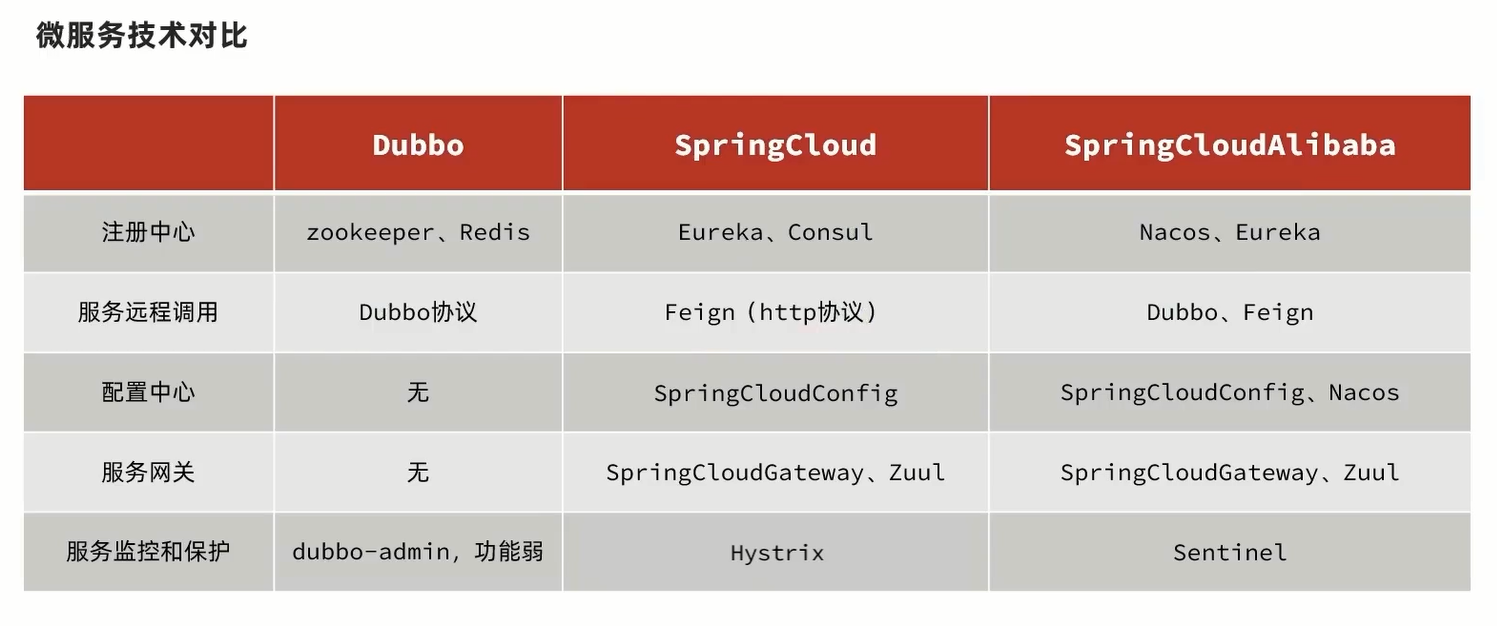 微服务技术对比
Dubbo SpringCloud SpringCloudAlibaba
注册中心 zookeeper、Redis Eureka、Consul Nacos、Eureka
服务远程调用 Dubbo协议 Feign（http协议） Dubbo、Feign
配置中心 无 SpringCloudConfig SpringCloudConfig、Nacos
服务网关 无 SpringCloudGateway、Zuul SpringCloudGateway、Zuul
服务监控和保护 dubbo-admin，功能弱 Hystrix Sentinel